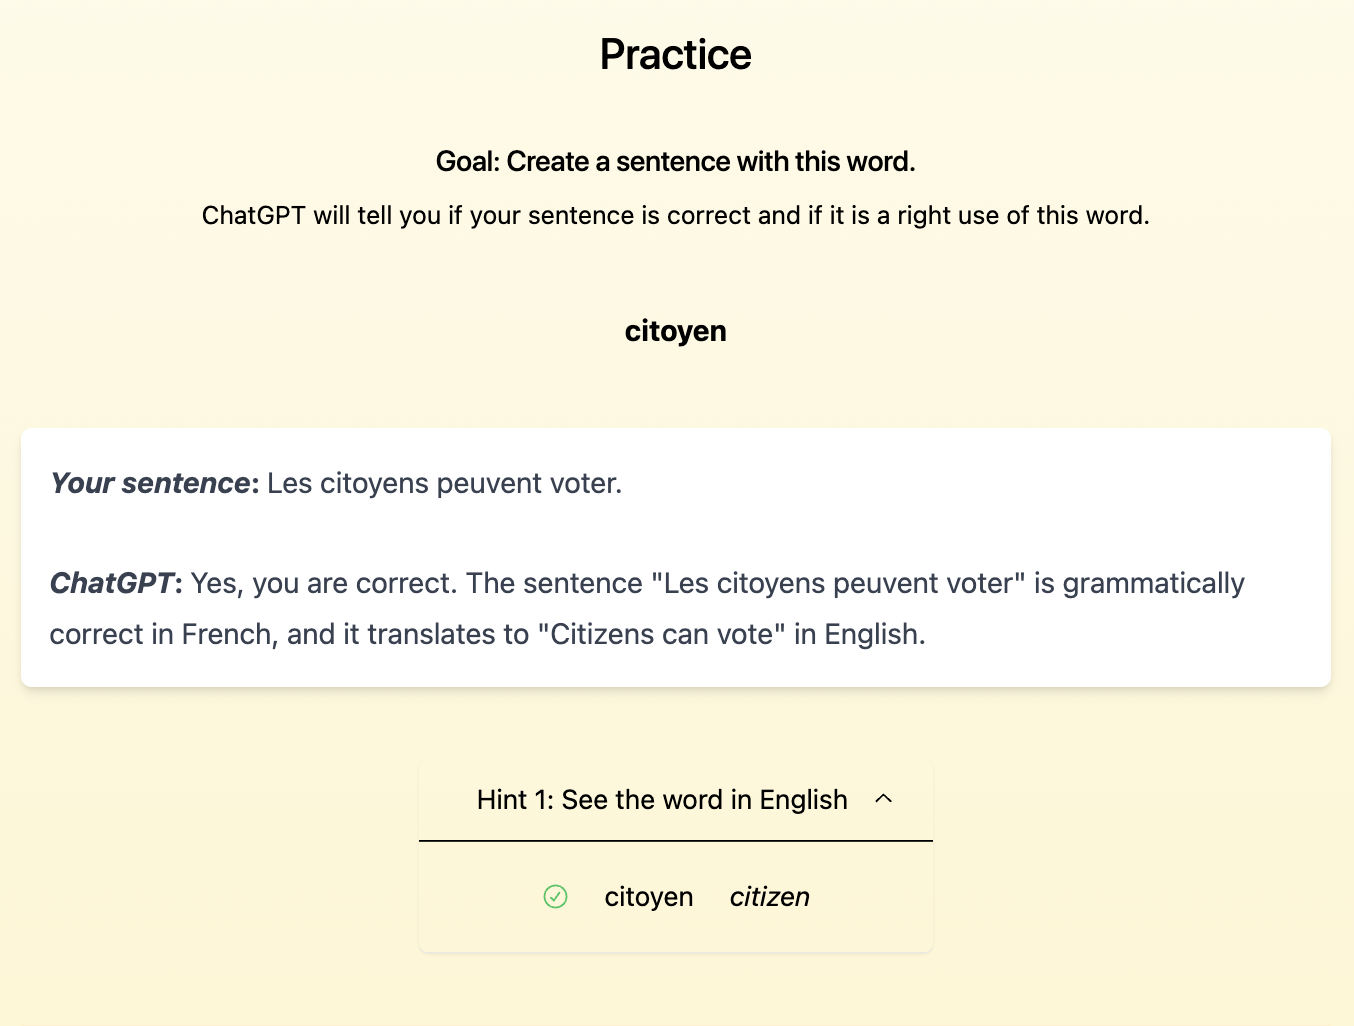 Practice
Goal: Create a sentence with this word.
ChatGPT will tell you if your sentence is correct and if it is a right use of this word.
citoyen
Your sentence: Les citoyens peuvent voter.
ChatGPT: Yes, you are correct. The sentence "Les citoyens peuvent voter" is grammatically
correct in French, and it translates to "Citizens can vote" in English.
Hint 1: See the word in English
citoyen citizen